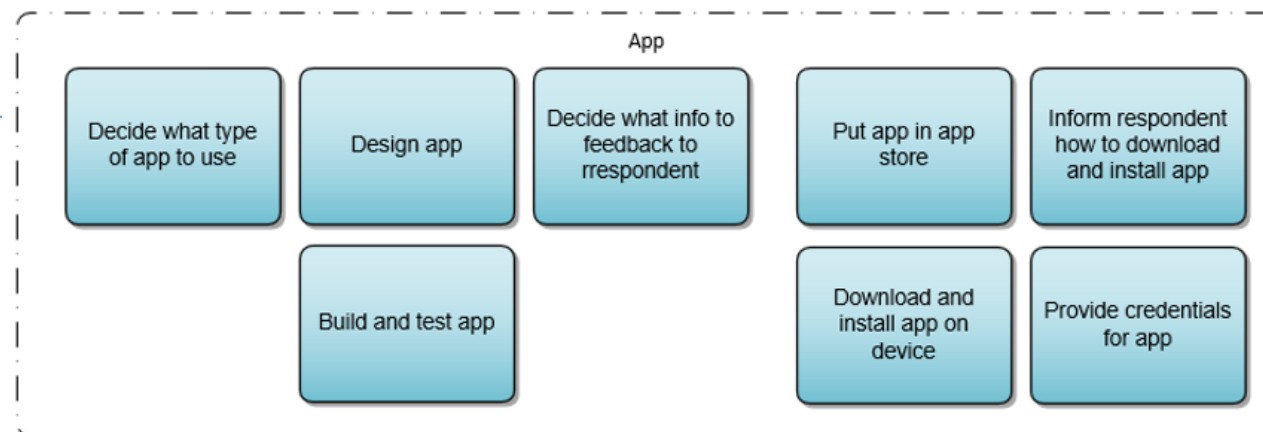 App
Decide what type
of app to use
Design app
Decide what info to
feedback to
rrespondent
Put app in app
store
Inform respondent
how to download
and install app
Build and test app
Download and
install app on
device
Provide credentials
for app